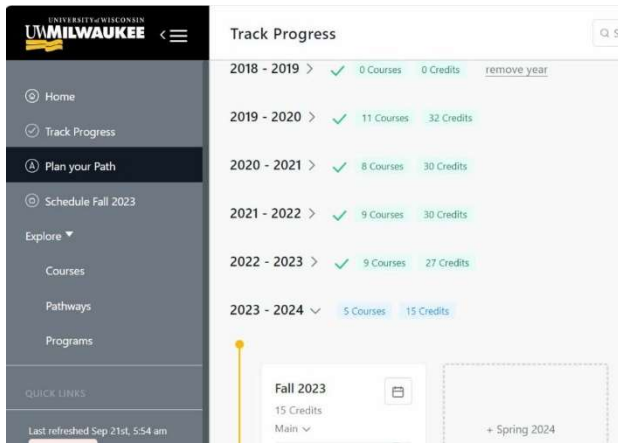 UNIVERSITY of WISCONSIN
UWMILWAUKEE
Home
Track Progress
Plan your Path
Schedule Fall 2023
Explore
Courses
Pathways
Programs
QUICK LINKS
Last refreshed Sep 21st, 5:54 am
Track Progress
2018 - 2019 > 0 Courses 0 Credits remove year
2019 - 2020 > 11 Courses 32 Credits
2020 - 2021 > 8 Courses 30 Credits
2021 - 2022 > 9 Courses 30 Credits
2022 - 2023 > 9 Courses 27 Credits
2023 - 2024 5 Courses 15 Credits
Fall 2023
15 Credits
Main
+ Spring 2024